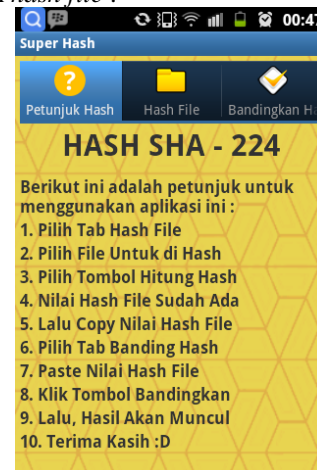 hash file .
00:47
Super Hash
Petunjuk Hash Hash File Bandingkan H
HASH SHA - 224
Berikut ini adalah petunjuk untuk
menggunakan aplikasi ini :
1. Pilih Tab Hash File
2. Pilih File Untuk di Hash
3. Pilih Tombol Hitung Hash
4. Nilai Hash File Sudah Ada
5. Lalu Copy Nilai Hash File
6. Pilih Tab Banding Hash
7. Paste Nilai Hash File
8. Klik Tombol Bandingkan
9. Lalu, Hasil Akan Muncul
10. Terima Kasih :D